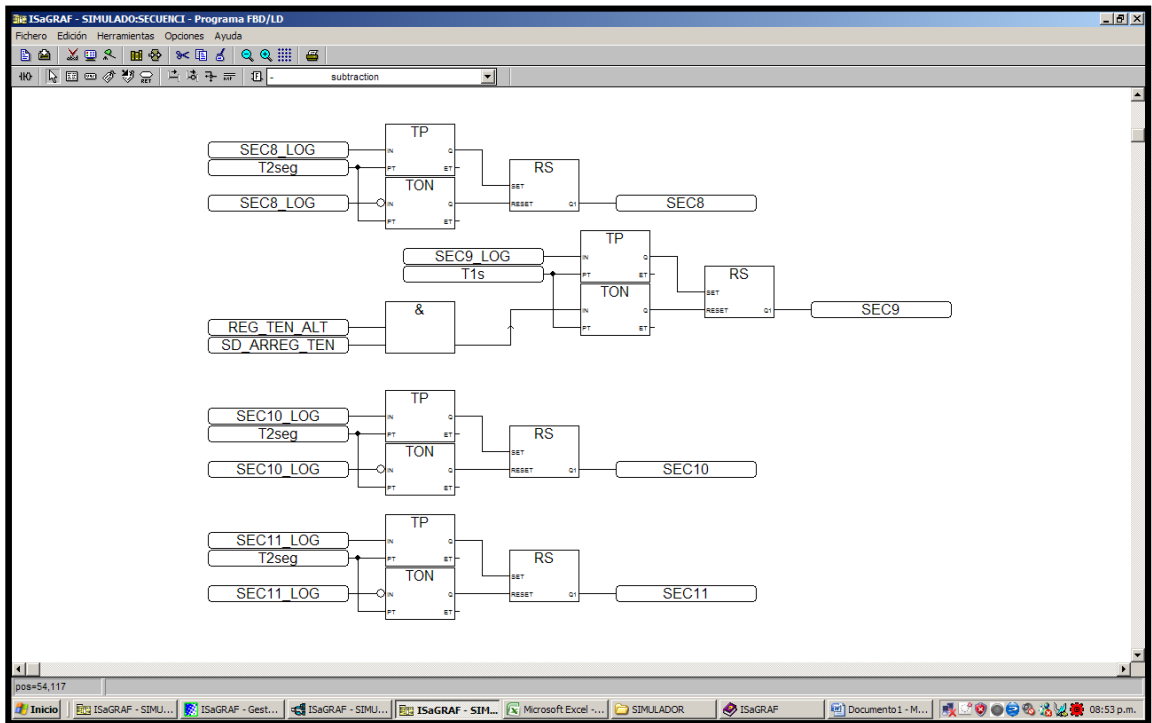 ISaGRAF - SIMULADO:SECUENCI - Programa FBD/LD
Fichero Edición Herramientas Opciones Ayuda
- subtraction
TP
SEC8_LOG
IN
Q
T2seg
PT
ET
RS
TON
SET
SEC8_LOG
IN
Q
RESET
Q1
SEC8
PT
ET
TP
SEC9_LOG
IN
Q
T1s
PT
ET
RS
TON
SET
&
IN
Q
RESET
Q1
SEC9
REG_TEN_ALT
PT
ET
SD_ARREG_TEN
TP
SEC10_LOG
IN
Q
T2seg
PT
ET
RS
TON
SET
SEC10_LOG
IN
Q
RESET
Q1
SEC10
PT
ET
TP
SEC11_LOG
IN
Q
T2seg
PT
ET
RS
TON
SET
SEC11_LOG
IN
Q
RESET
Q1
SEC11
PT
ET
pos=54,117
Inicio ISaGRAF - SIMU... ISaGRAF - Gest... ISaGRAF - SIMU... ISaGRAF - SIM... Microsoft Excel -... SIMULADOR ISaGRAF Documento1 - M... 08:53 p.m.